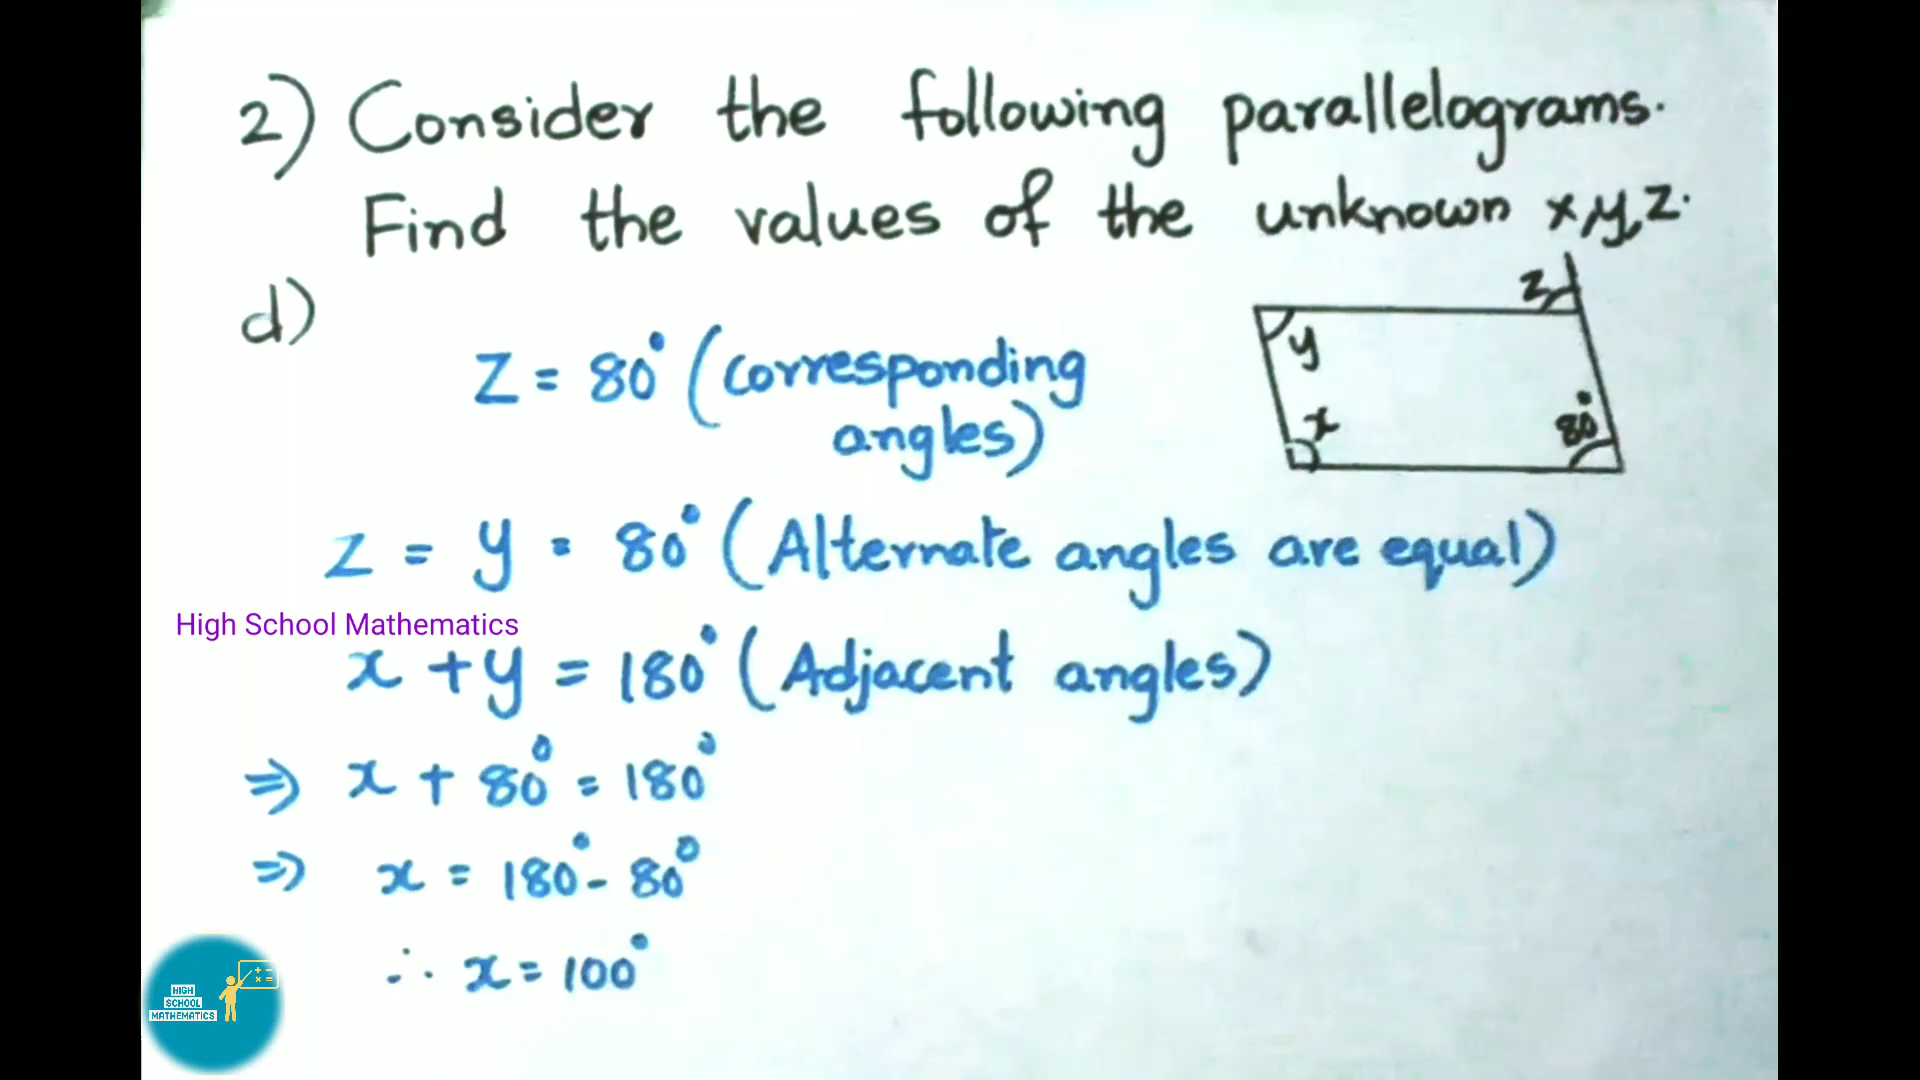 2) Consider the following parallelograms.
Find the values of the unknown x,y,z.
d)
z
y
x
80°
z = 80° (corresponding
angles)
z = y = 80° (Alternate angles are equal)
High School Mathematics
x + y = 180° (Adjacent angles)
⇒ x + 80° = 180°
⇒ x = 180° - 80°
∴ x = 100°
HIGH
SCHOOL
MATHEMATICS